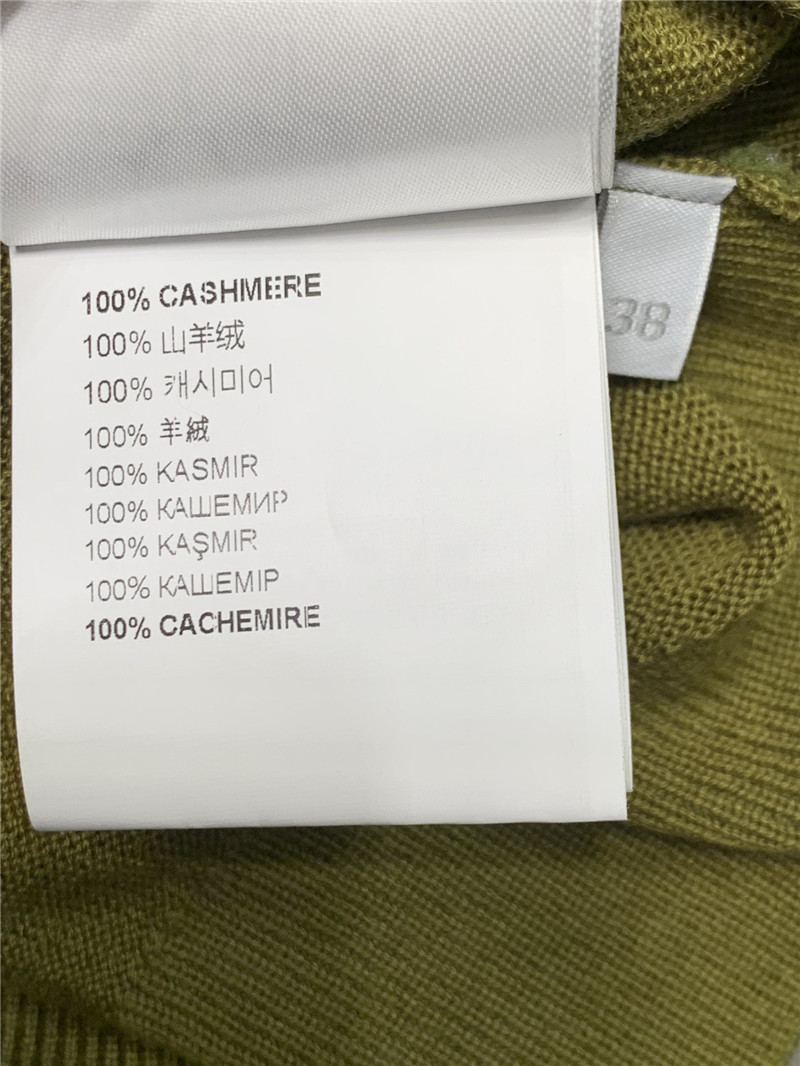 100% CASHMERE
100% 山羊绒
100% 캐시미어
100% 羊絨
100% KASMIR
100% КАШЕМИР
100% KAŞMIR
100% КАШЕМІР
100% CACHEMIRE
38